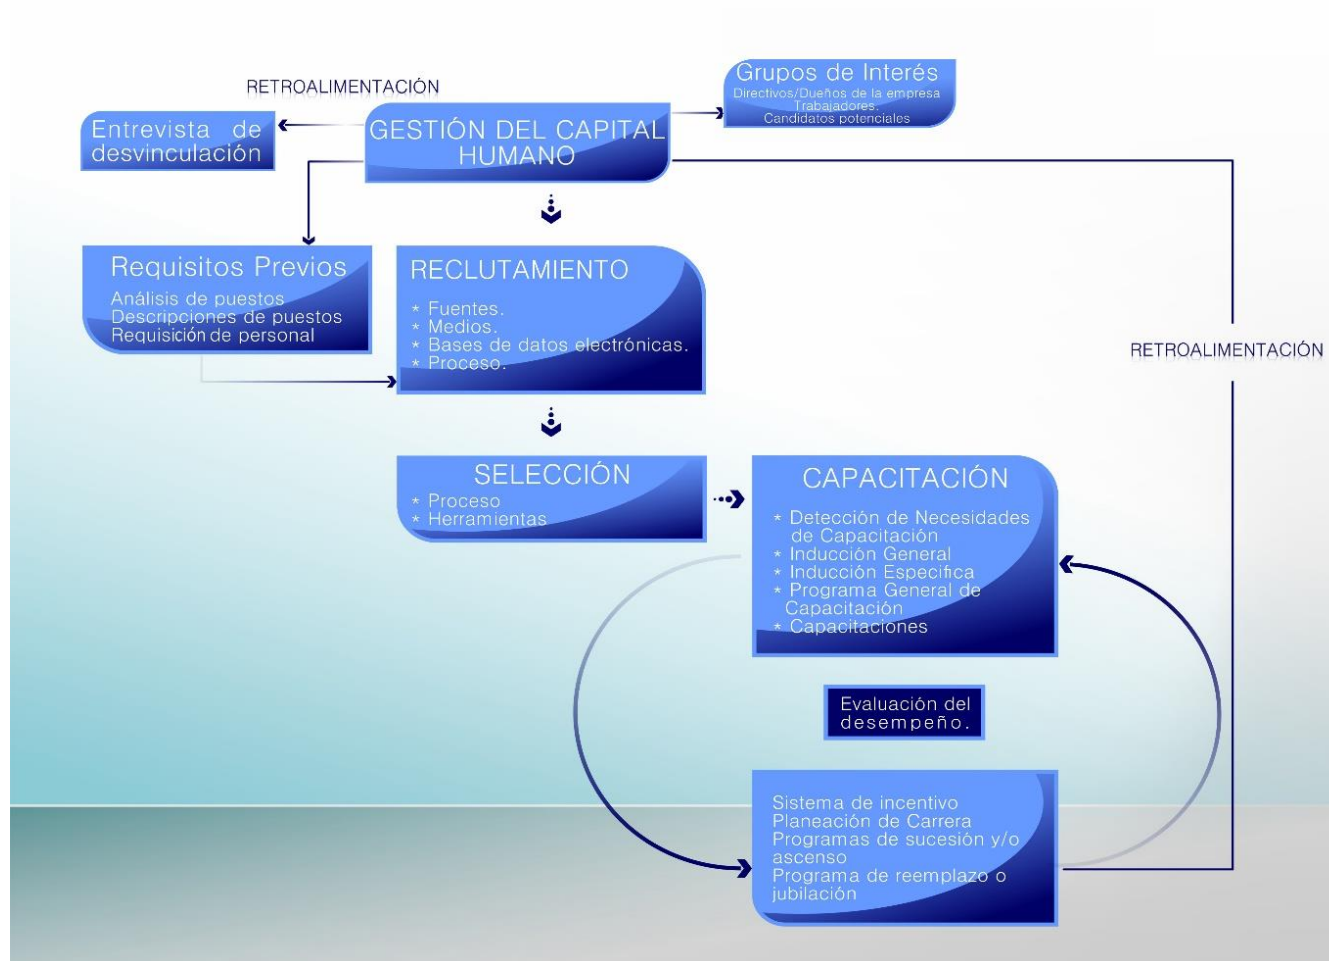 RETROALIMENTACIÓN
Grupos de Interés
Directivos/Dueños de la empresa
Trabajadores.
Candidatos potenciales
Entrevista de
desvinculación
GESTIÓN DEL CAPITAL
HUMANO
Requisitos Previos
Análisis de puestos
Descripciones de puestos
Requisición de personal
RECLUTAMIENTO
* Fuentes.
* Medios.
* Bases de datos electrónicas.
* Proceso.
RETROALIMENTACIÓN
SELECCIÓN
* Proceso
* Herramientas
CAPACITACIÓN
* Detección de Necesidades
de Capacitación
* Inducción General
* Inducción Especifica
* Programa General de
Capacitación
* Capacitaciones
Evaluación del
desempeño.
Sistema de incentivo
Planeación de Carrera
Programas de sucesión y/o
ascenso
Programa de reemplazo o
jubilación